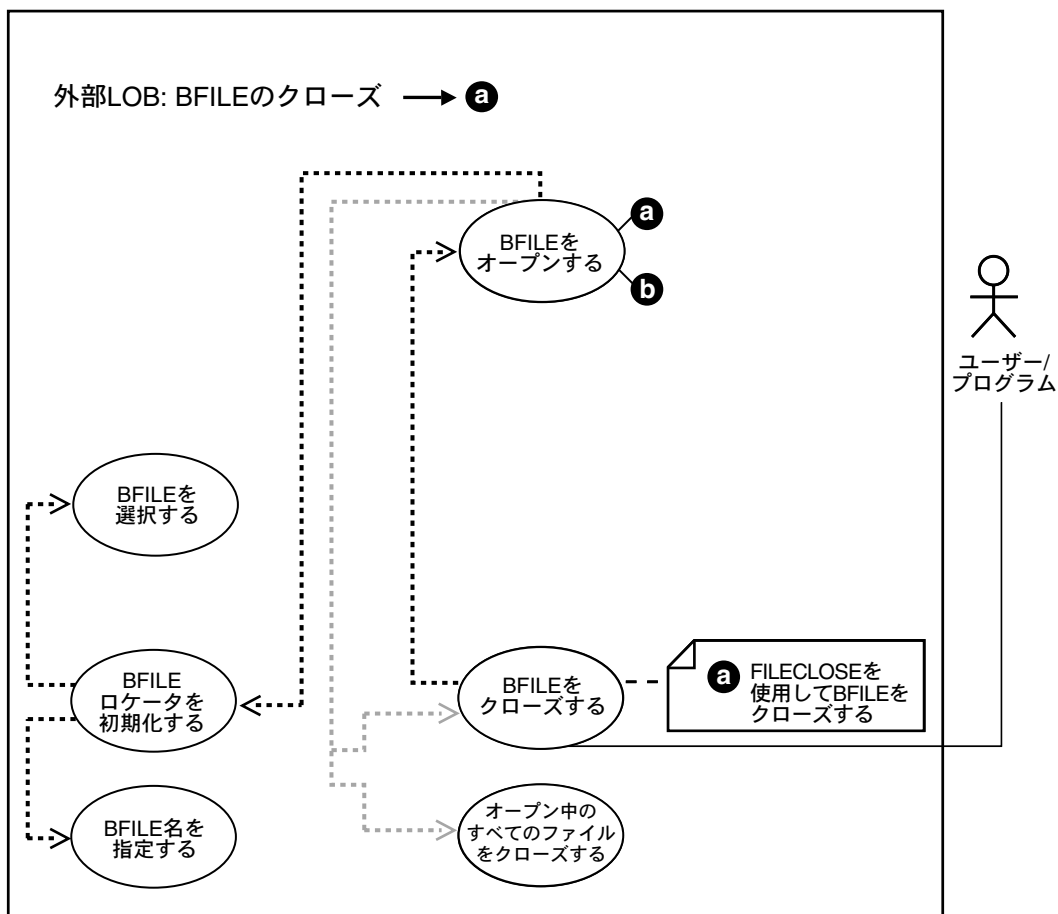 外部LOB: BFILEのクローズ a
BFILEを
オープンする
a
b
ユーザー/
プログラム
BFILEを
選択する
BFILE
ロケータを
初期化する
BFILEを
クローズする
a FILECLOSEを
使用してBFILEを
クローズする
BFILE名を
指定する
オープン中の
すべてのファイル
をクローズする